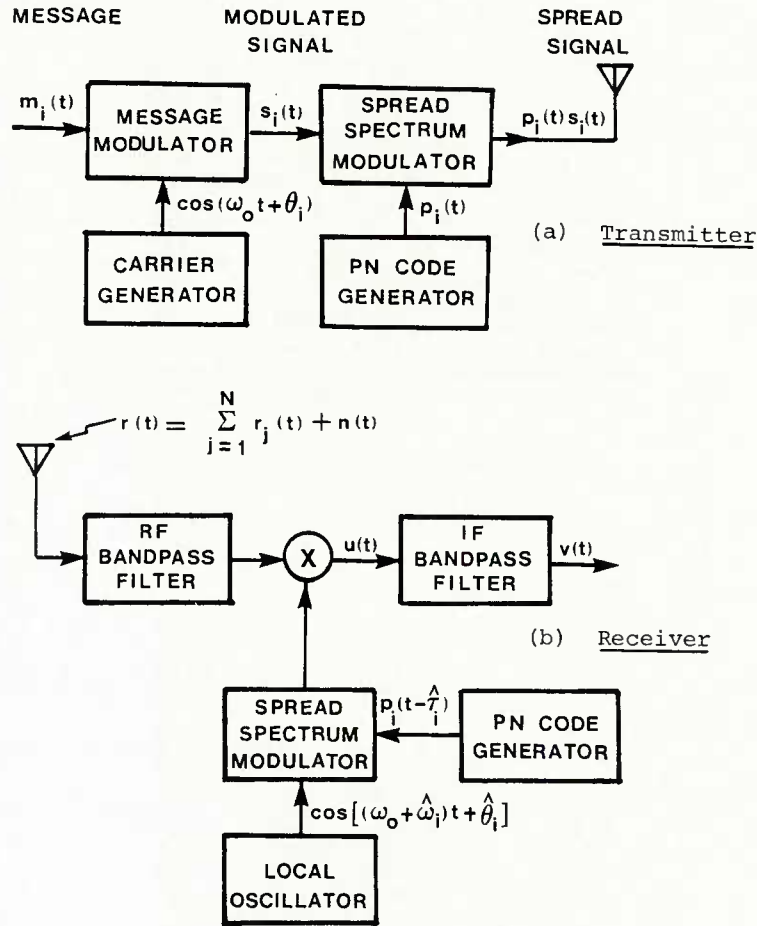 MESSAGE MODULATED SIGNAL SPREAD SIGNAL
m_i(t)
MESSAGE MODULATOR
s_i(t)
SPREAD SPECTRUM MODULATOR
p_i(t) s_i(t)
cos(ω_o t+θ_i)
p_i(t)
CARRIER GENERATOR
PN CODE GENERATOR
(a) Transmitter
r(t) = Σ_{j=1}^{N} r_j(t) + n(t)
RF BANDPASS FILTER
X
u(t)
IF BANDPASS FILTER
v(t)
(b) Receiver
SPREAD SPECTRUM MODULATOR
p_i(t-τ̂_i)
PN CODE GENERATOR
cos[(ω_o+ω̂_i)t+θ̂_i]
LOCAL OSCILLATOR